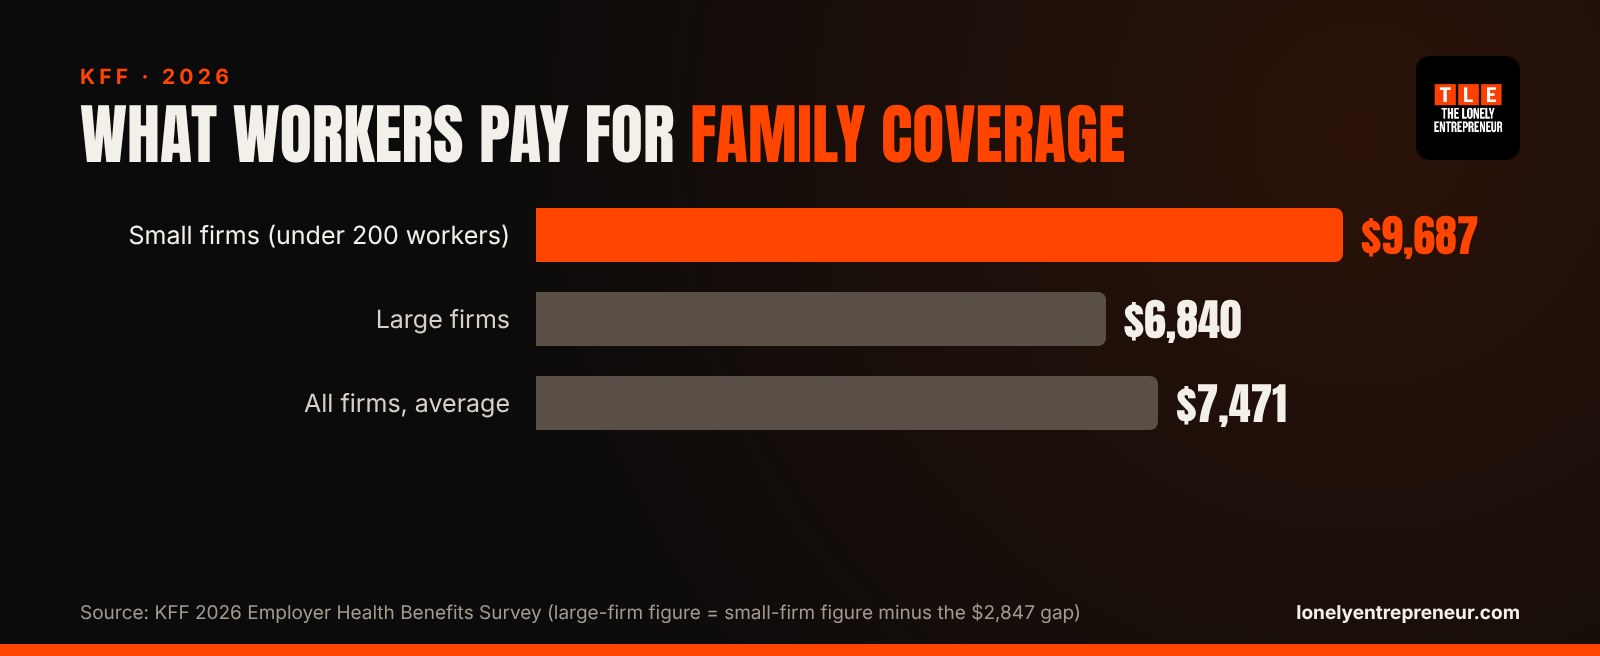 KFF · 2026
WHAT WORKERS PAY FOR FAMILY COVERAGE
TLE
THE LONELY
ENTREPRENEUR
Small firms (under 200 workers) $9,687
Large firms $6,840
All firms, average $7,471
Source: KFF 2026 Employer Health Benefits Survey (large-firm figure = small-firm figure minus the $2,847 gap)
lonelyentrepreneur.com